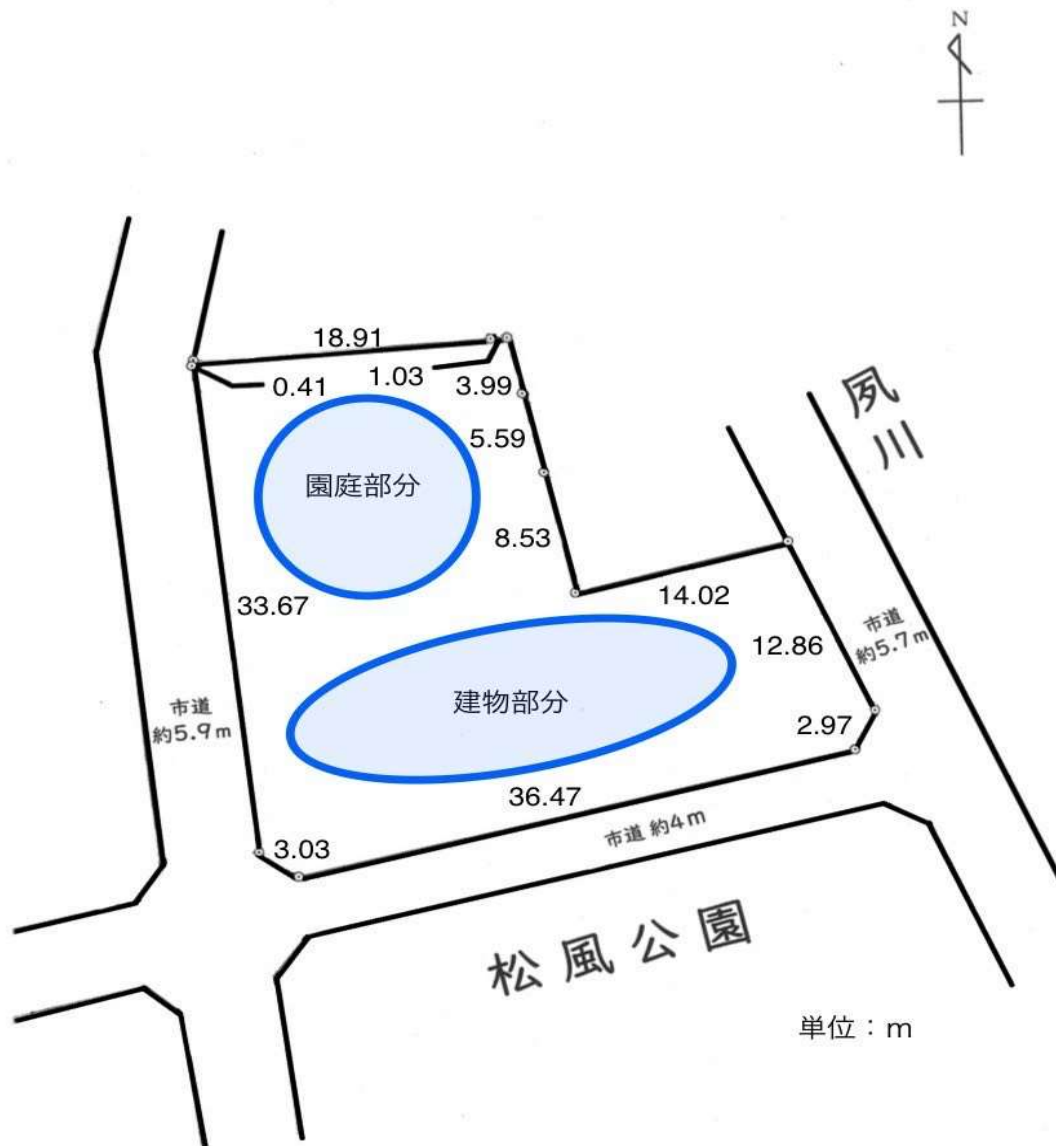 N
18.91
0.41
1.03
3.99
5.59
園庭部分
8.53
夙川
14.02
33.67
12.86
市道
約5.7m
建物部分
市道
約5.9m
2.97
36.47
市道 約4m
3.03
松風公園
単位：m